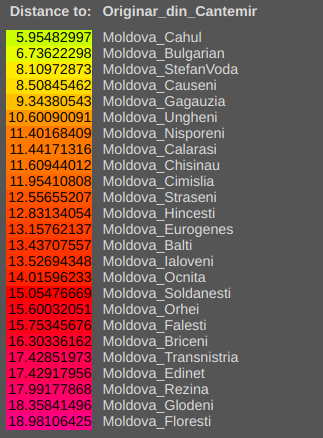 Distance to: Originar_din_Cantemir
5.95482997 Moldova_Cahul
6.73622298 Moldova_Bulgarian
8.10972873 Moldova_StefanVoda
8.50845462 Moldova_Causeni
9.34380543 Moldova_Gagauzia
10.60090091 Moldova_Ungheni
11.40168409 Moldova_Nisporeni
11.44171316 Moldova_Calarasi
11.60944012 Moldova_Chisinau
11.95410808 Moldova_Cimislia
12.55655207 Moldova_Straseni
12.83134054 Moldova_Hincesti
13.15762137 Moldova_Eurogenes
13.43707557 Moldova_Balti
13.52694348 Moldova_Ialoveni
14.01596233 Moldova_Ocnita
15.05476669 Moldova_Soldanesti
15.60032051 Moldova_Orhei
15.75345676 Moldova_Falesti
16.30336162 Moldova_Briceni
17.42851973 Moldova_Transnistria
17.42917956 Moldova_Edinet
17.99177868 Moldova_Rezina
18.35841496 Moldova_Glodeni
18.98106425 Moldova_Floresti